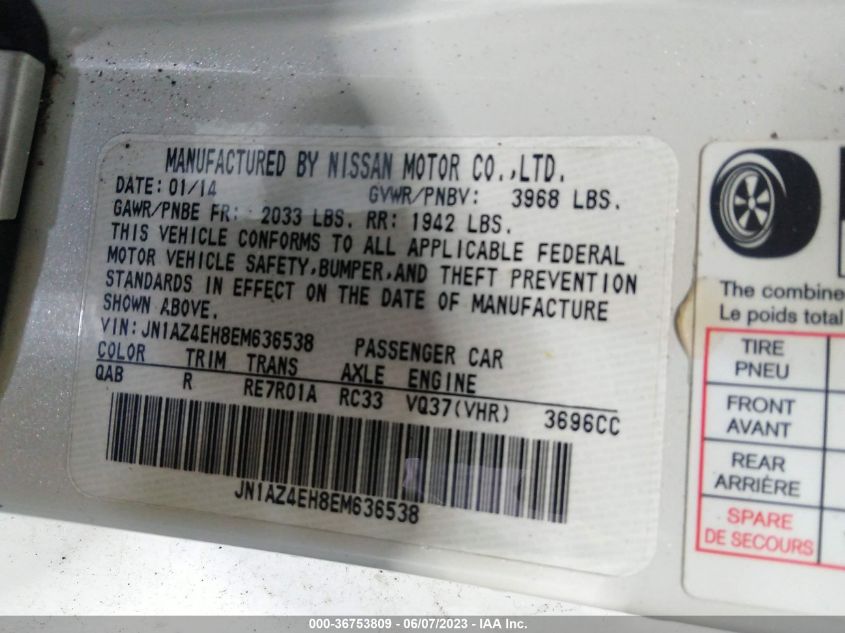 MANUFACTURED BY NISSAN MOTOR CO.,LTD.
DATE: 01/14 GVWR/PNBV: 3968 LBS.
GAWR/PNBE FR: 2033 LBS. RR: 1942 LBS.
THIS VEHICLE CONFORMS TO ALL APPLICABLE FEDERAL
MOTOR VEHICLE SAFETY,BUMPER,AND THEFT PREVENTION
STANDARDS IN EFFECT ON THE DATE OF MANUFACTURE
SHOWN ABOVE.
VIN: JN1AZ4EH8EM636538 PASSENGER CAR
COLOR TRIM TRANS AXLE ENGINE
QAB R RE7R01A RC33 VQ37(VHR) 3696CC
JN1AZ4EH8EM636538
The combine
Le poids total
TIRE
PNEU
FRONT
AVANT
REAR
ARRIÈRE
SPARE
DE SECOURS
000-36753809 - 06/07/2023 - IAA Inc.